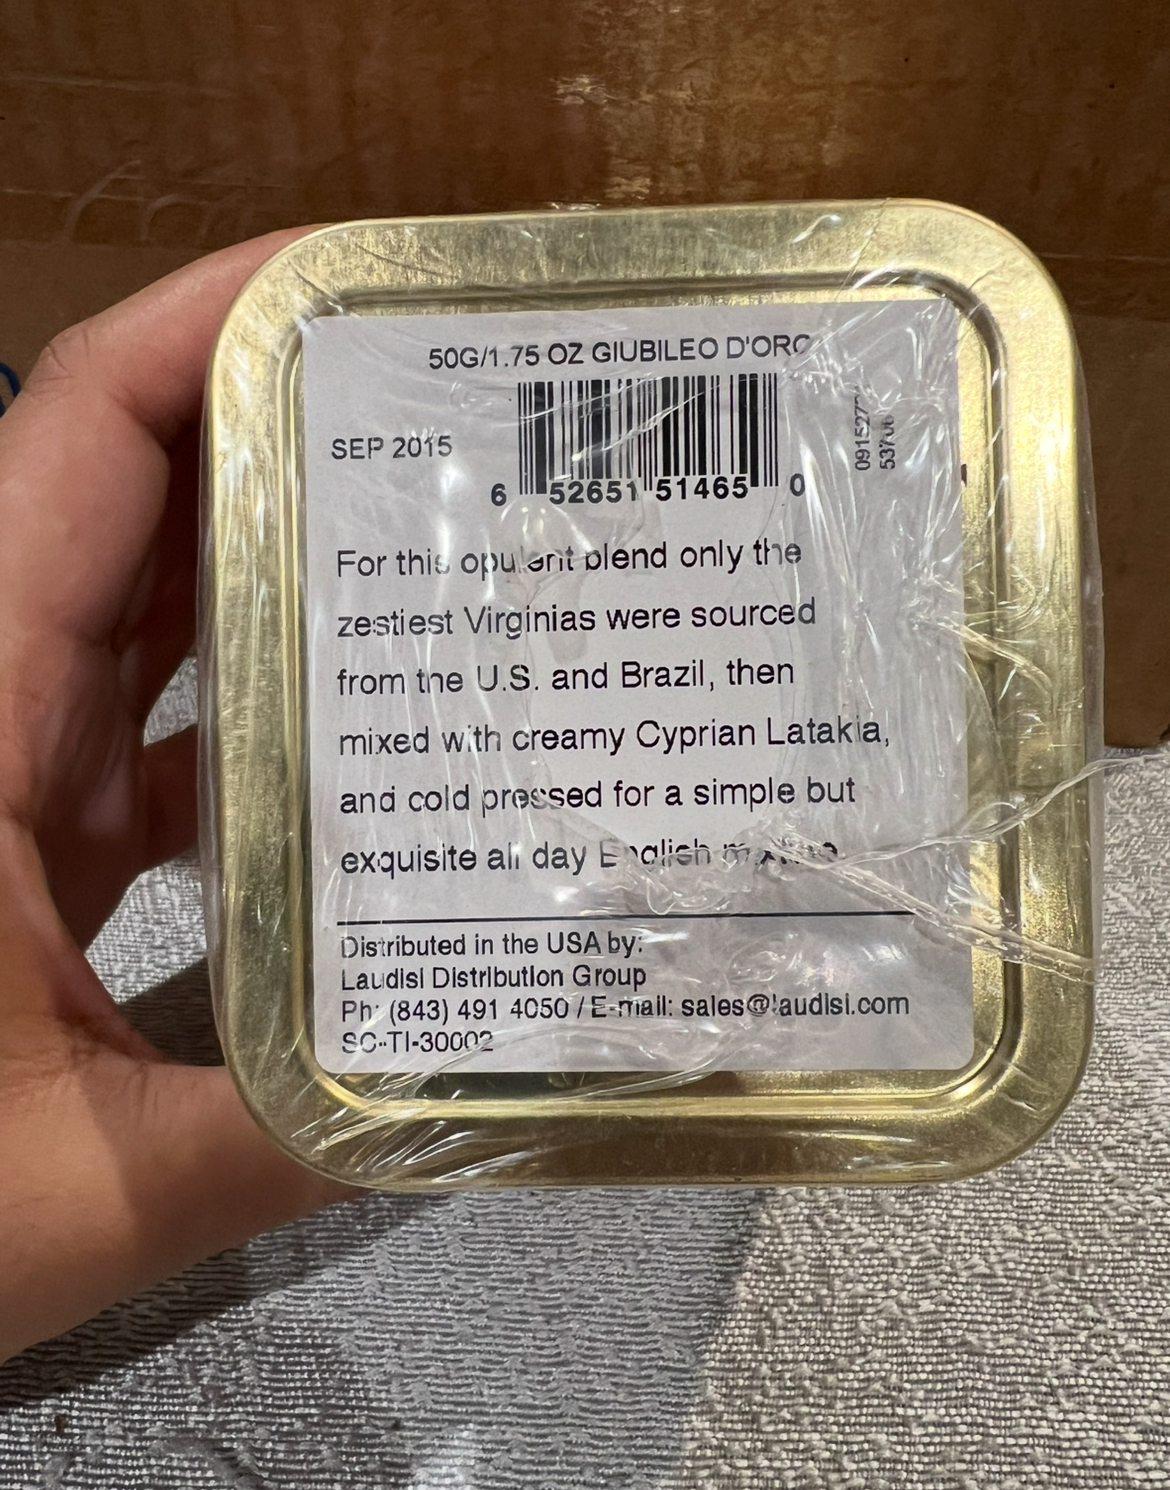 50G/1.75 OZ GIUBILEO D'ORO
SEP 2015
6 52651 51465 0
For this opulent blend only the
zestiest Virginias were sourced
from the U.S. and Brazil, then
mixed with creamy Cyprian Latakia,
and cold pressed for a simple but
exquisite all day English mixture.
Distributed in the USA by:
Laudisi Distribution Group
Ph: (843) 491 4050 / E-mail: sales@laudisi.com
SC-TI-30002